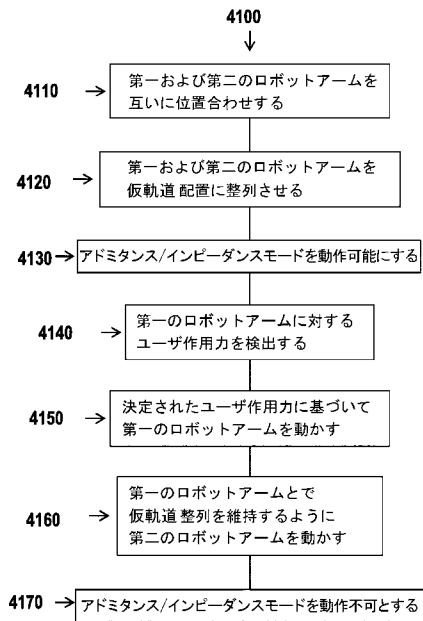 4100
4110
第一および第二のロボットアームを
互いに位置合わせする
4120
第一および第二のロボットアームを
仮軌道 配置に整列させる
4130
アドミタンス/インピーダンスモードを動作可能にする
4140
第一のロボットアームに対する
ユーザ作用力を検出する
4150
決定されたユーザ作用力に基づいて
第一のロボットアームを動かす
4160
第一のロボットアームとで
仮軌道 整列を維持するように
第二のロボットアームを動かす
4170
アドミタンス/インピーダンスモードを動作不可とする